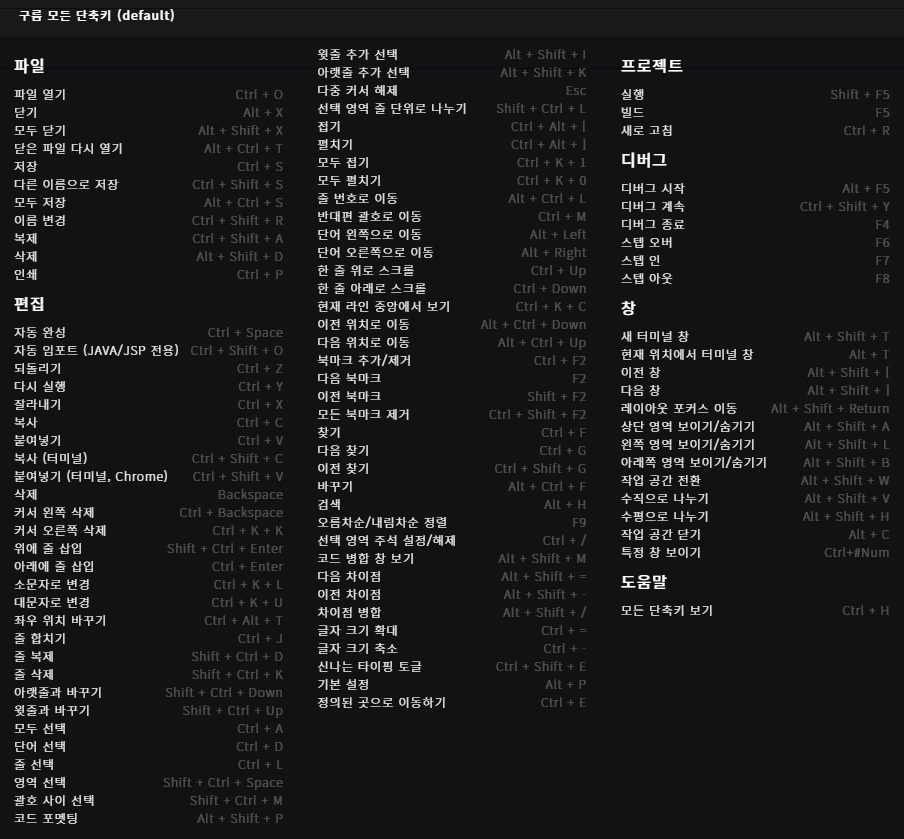 구름 모든 단축키 (default)
파일
파일 열기 Ctrl + O
닫기 Alt + X
모두 닫기 Alt + Shift + X
닫은 파일 다시 열기 Alt + Ctrl + T
저장 Ctrl + S
다른 이름으로 저장 Ctrl + Shift + S
모두 저장 Alt + Ctrl + S
이름 변경 Ctrl + Shift + R
복제 Ctrl + Shift + A
삭제 Alt + Shift + D
인쇄 Ctrl + P
편집
자동 완성 Ctrl + Space
자동 임포트 (JAVA/JSP 전용) Ctrl + Shift + O
되돌리기 Ctrl + Z
다시 실행 Ctrl + Y
잘라내기 Ctrl + X
복사 Ctrl + C
붙여넣기 Ctrl + V
복사 (터미널) Ctrl + Shift + C
붙여넣기 (터미널, Chrome) Ctrl + Shift + V
삭제 Backspace
커서 왼쪽 삭제 Ctrl + Backspace
커서 오른쪽 삭제 Ctrl + K + K
위에 줄 삽입 Shift + Ctrl + Enter
아래에 줄 삽입 Ctrl + Enter
소문자로 변경 Ctrl + K + L
대문자로 변경 Ctrl + K + U
좌우 위치 바꾸기 Ctrl + Alt + T
줄 합치기 Ctrl + J
줄 복제 Shift + Ctrl + D
줄 삭제 Shift + Ctrl + K
아랫줄과 바꾸기 Shift + Ctrl + Down
윗줄과 바꾸기 Shift + Ctrl + Up
모두 선택 Ctrl + A
단어 선택 Ctrl + D
줄 선택 Ctrl + L
영역 선택 Shift + Ctrl + Space
괄호 사이 선택 Shift + Ctrl + M
코드 포멧팅 Alt + Shift + P
윗줄 추가 선택 Alt + Shift + I
아랫줄 추가 선택 Alt + Shift + K
다중 커서 해제 Esc
선택 영역 줄 단위로 나누기 Shift + Ctrl + L
접기 Ctrl + Alt + [
펼치기 Ctrl + Alt + ]
모두 접기 Ctrl + K + 1
모두 펼치기 Ctrl + K + 0
줄 번호로 이동 Alt + Ctrl + L
반대편 괄호로 이동 Ctrl + M
단어 왼쪽으로 이동 Alt + Left
단어 오른쪽으로 이동 Alt + Right
한 줄 위로 스크롤 Ctrl + Up
한 줄 아래로 스크롤 Ctrl + Down
현재 라인 중앙에서 보기 Ctrl + K + C
이전 위치로 이동 Alt + Ctrl + Down
다음 위치로 이동 Alt + Ctrl + Up
북마크 추가/제거 Ctrl + F2
다음 북마크 F2
이전 북마크 Shift + F2
모든 북마크 제거 Ctrl + Shift + F2
찾기 Ctrl + F
다음 찾기 Ctrl + G
이전 찾기 Ctrl + Shift + G
바꾸기 Alt + Ctrl + F
검색 Alt + H
오름차순/내림차순 정렬 F9
선택 영역 주석 설정/해제 Ctrl + /
코드 병합 창 보기 Alt + Shift + M
다음 차이점 Alt + Shift + =
이전 차이점 Alt + Shift + -
차이점 병합 Alt + Shift + /
글자 크기 확대 Ctrl + =
글자 크기 축소 Ctrl + -
신나는 타이핑 토글 Ctrl + Shift + E
기본 설정 Alt + P
정의된 곳으로 이동하기 Ctrl + E
프로젝트
실행 Shift + F5
빌드 F5
새로 고침 Ctrl + R
디버그
디버그 시작 Alt + F5
디버그 계속 Ctrl + Shift + Y
디버그 종료 F4
스텝 오버 F6
스텝 인 F7
스텝 아웃 F8
창
새 터미널 창 Alt + Shift + T
현재 위치에서 터미널 창 Alt + T
이전 창 Alt + Shift + [
다음 창 Alt + Shift + ]
레이아웃 포커스 이동 Alt + Shift + Return
상단 영역 보이기/숨기기 Alt + Shift + A
왼쪽 영역 보이기/숨기기 Alt + Shift + L
아래쪽 영역 보이기/숨기기 Alt + Shift + B
작업 공간 전환 Alt + Shift + W
수직으로 나누기 Alt + Shift + V
수평으로 나누기 Alt + Shift + H
작업 공간 닫기 Alt + C
특정 창 보이기 Ctrl+#Num
도움말
모든 단축키 보기 Ctrl + H